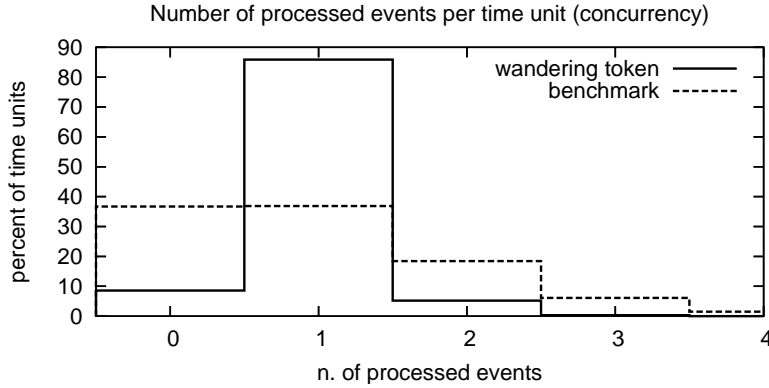 Number of processed events per time unit (concurrency)
90
80
70
60
50
40
30
20
10
0
percent of time units
wandering token
benchmark
0 1 2 3 4
n. of processed events